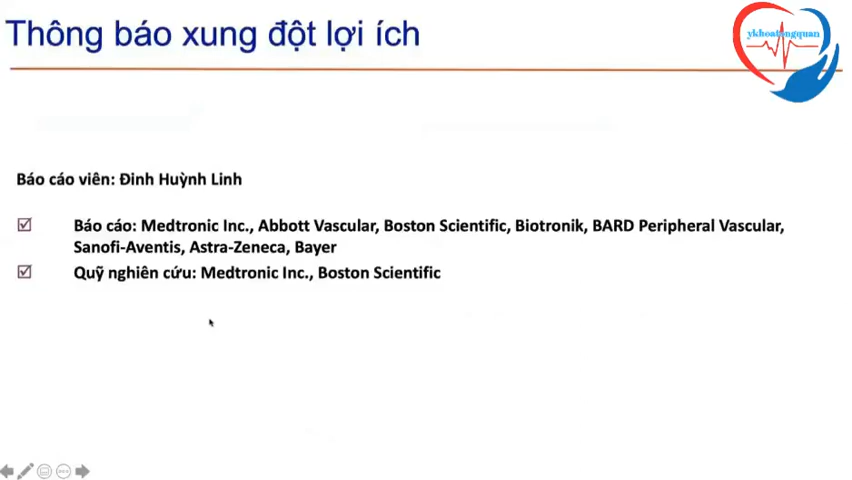 Thông báo xung đột lợi ích
ykhoatongquan
Báo cáo viên: Đinh Huỳnh Linh
Báo cáo: Medtronic Inc., Abbott Vascular, Boston Scientific, Biotronik, BARD Peripheral Vascular,
Sanofi-Aventis, Astra-Zeneca, Bayer
Quỹ nghiên cứu: Medtronic Inc., Boston Scientific